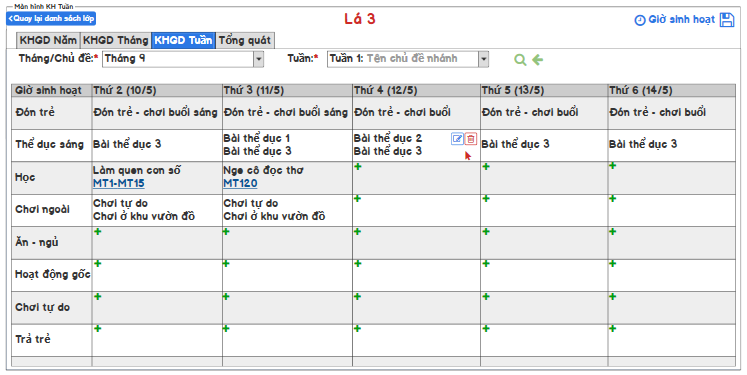 Màn hình KH Tuần
<Quay lại danh sách lớp
Lá 3
Giờ sinh hoạt
KHGD Năm KHGD Tháng KHGD Tuần Tổng quát
Tháng/Chủ đề:* Tháng 9 Tuần:* Tuần 1: Tên chủ đề nhánh
Giờ sinh hoạt Thứ 2 (10/5) Thứ 3 (11/5) Thứ 4 (12/5) Thứ 5 (13/5) Thứ 6 (14/5)
Đón trẻ Đón trẻ - chơi buổi sáng Đón trẻ - chơi buổi sáng Đón trẻ - chơi buổi Đón trẻ - chơi buổi Đón trẻ - chơi buổi
Thể dục sáng Bài thể dục 3 Bài thể dục 1 Bài thể dục 2 Bài thể dục 3 Bài thể dục 3
Bài thể dục 3 Bài thể dục 3
Học Làm quen con số Nge cô đọc thơ
MT1-MT15 MT120
Chơi ngoài Chơi tự do Chơi tự do
Chơi ở khu vườn đồ Chơi ở khu vườn đồ
Ăn - ngủ
Hoạt động gốc
Chơi tự do
Trả trẻ